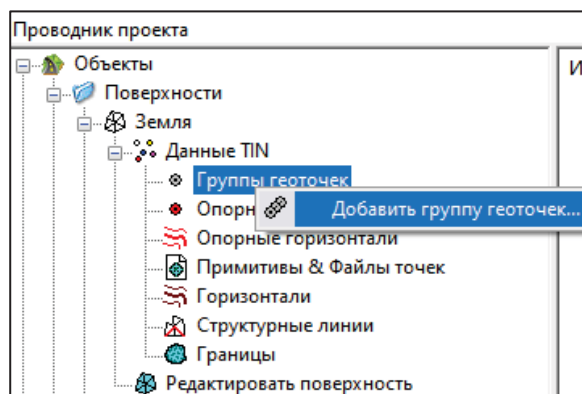 Проводник проекта
Объекты
И
Поверхности
Земля
Данные TIN
Группы геоточек
Опорн
Добавить группу геоточек...
Опорные горизонтали
Примитивы & Файлы точек
Горизонтали
Структурные линии
Границы
Редактировать поверхность